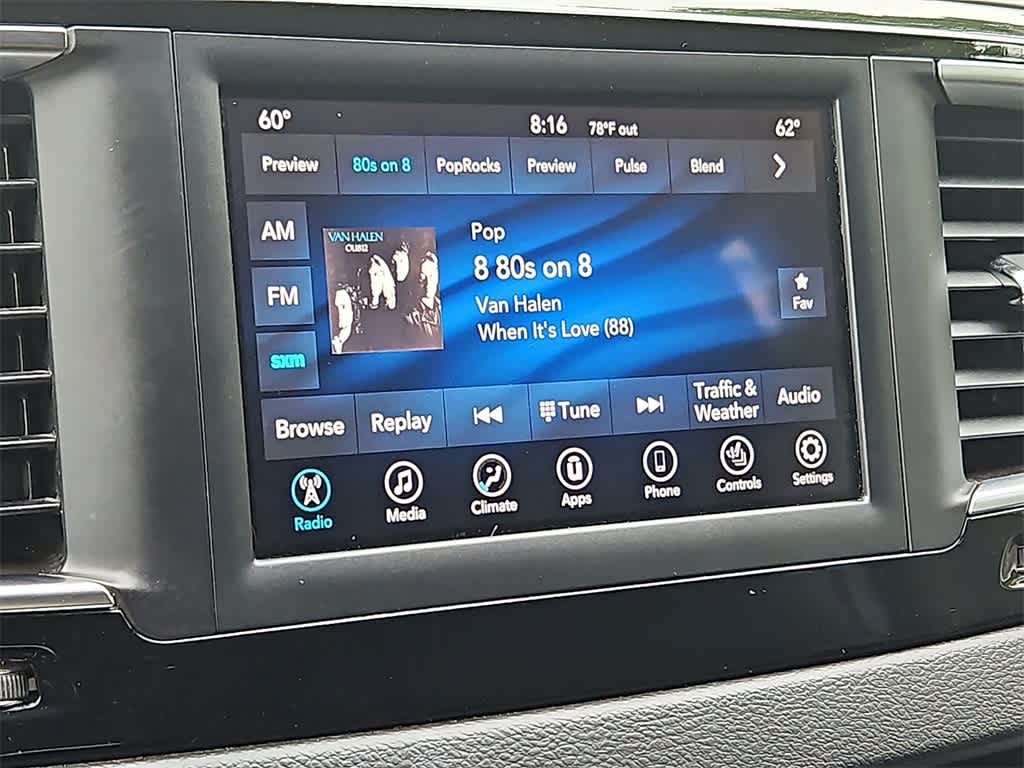 60° 8:16 78°F out 62°
Preview 80s on 8 PopRocks Preview Pulse Blend
AM
FM
sxm
VAN HALEN
OU812
Pop
8 80s on 8
Van Halen
When It's Love (88)
Fav
Browse Replay Tune Traffic & Weather Audio
Radio Media Climate Apps Phone Controls Settings